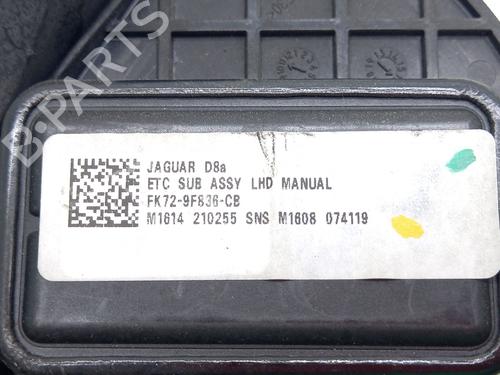 B-PARTS
JAGUAR D8a
ETC SUB ASSY LHD MANUAL
FK72-9F836-CB
M1614 210255 SNS M1608 074119